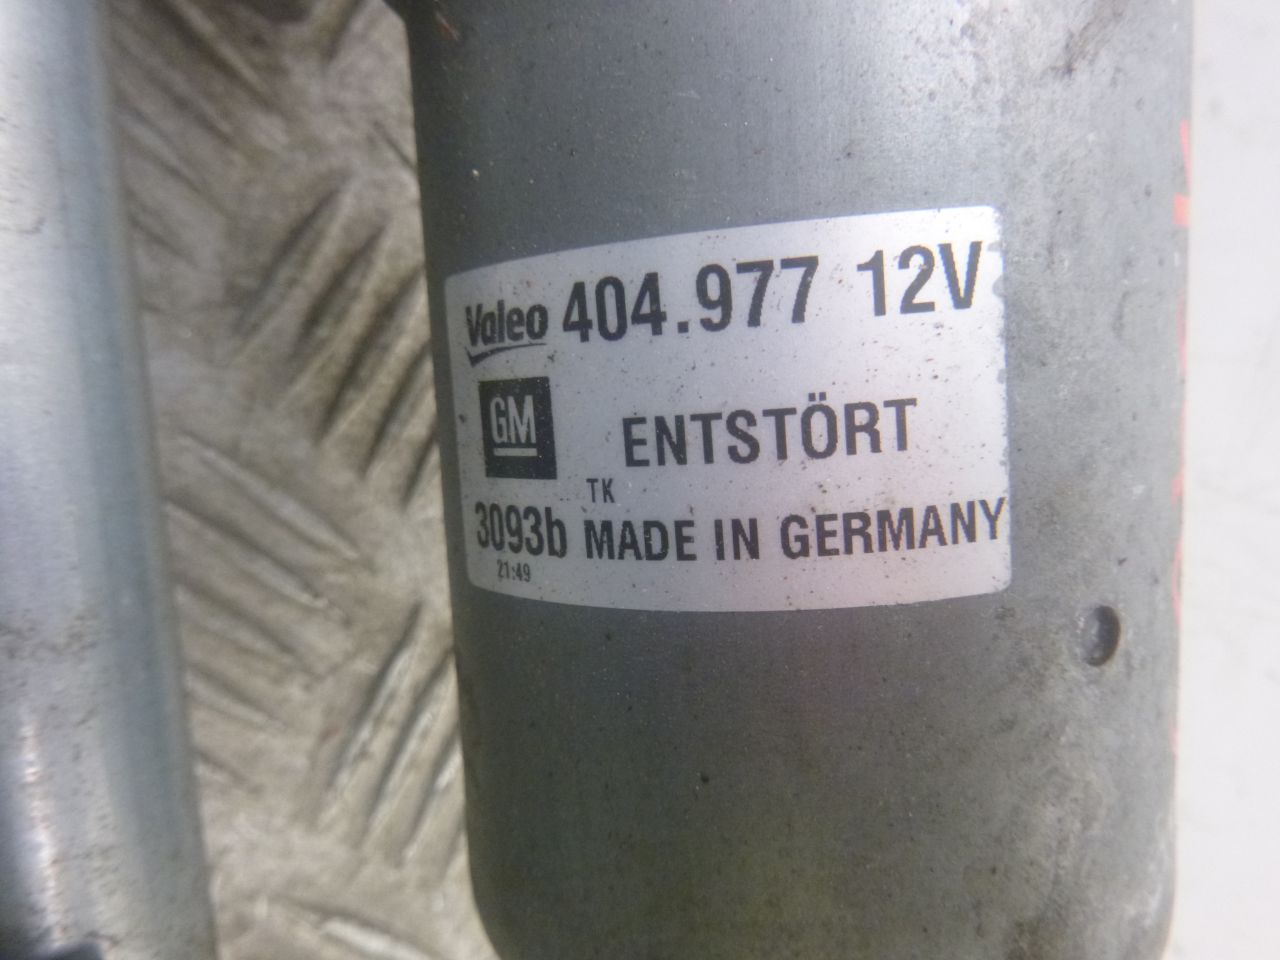 Valeo 404.977 12V
GM ENTSTÖRT
TK
3093b MADE IN GERMANY
21:49